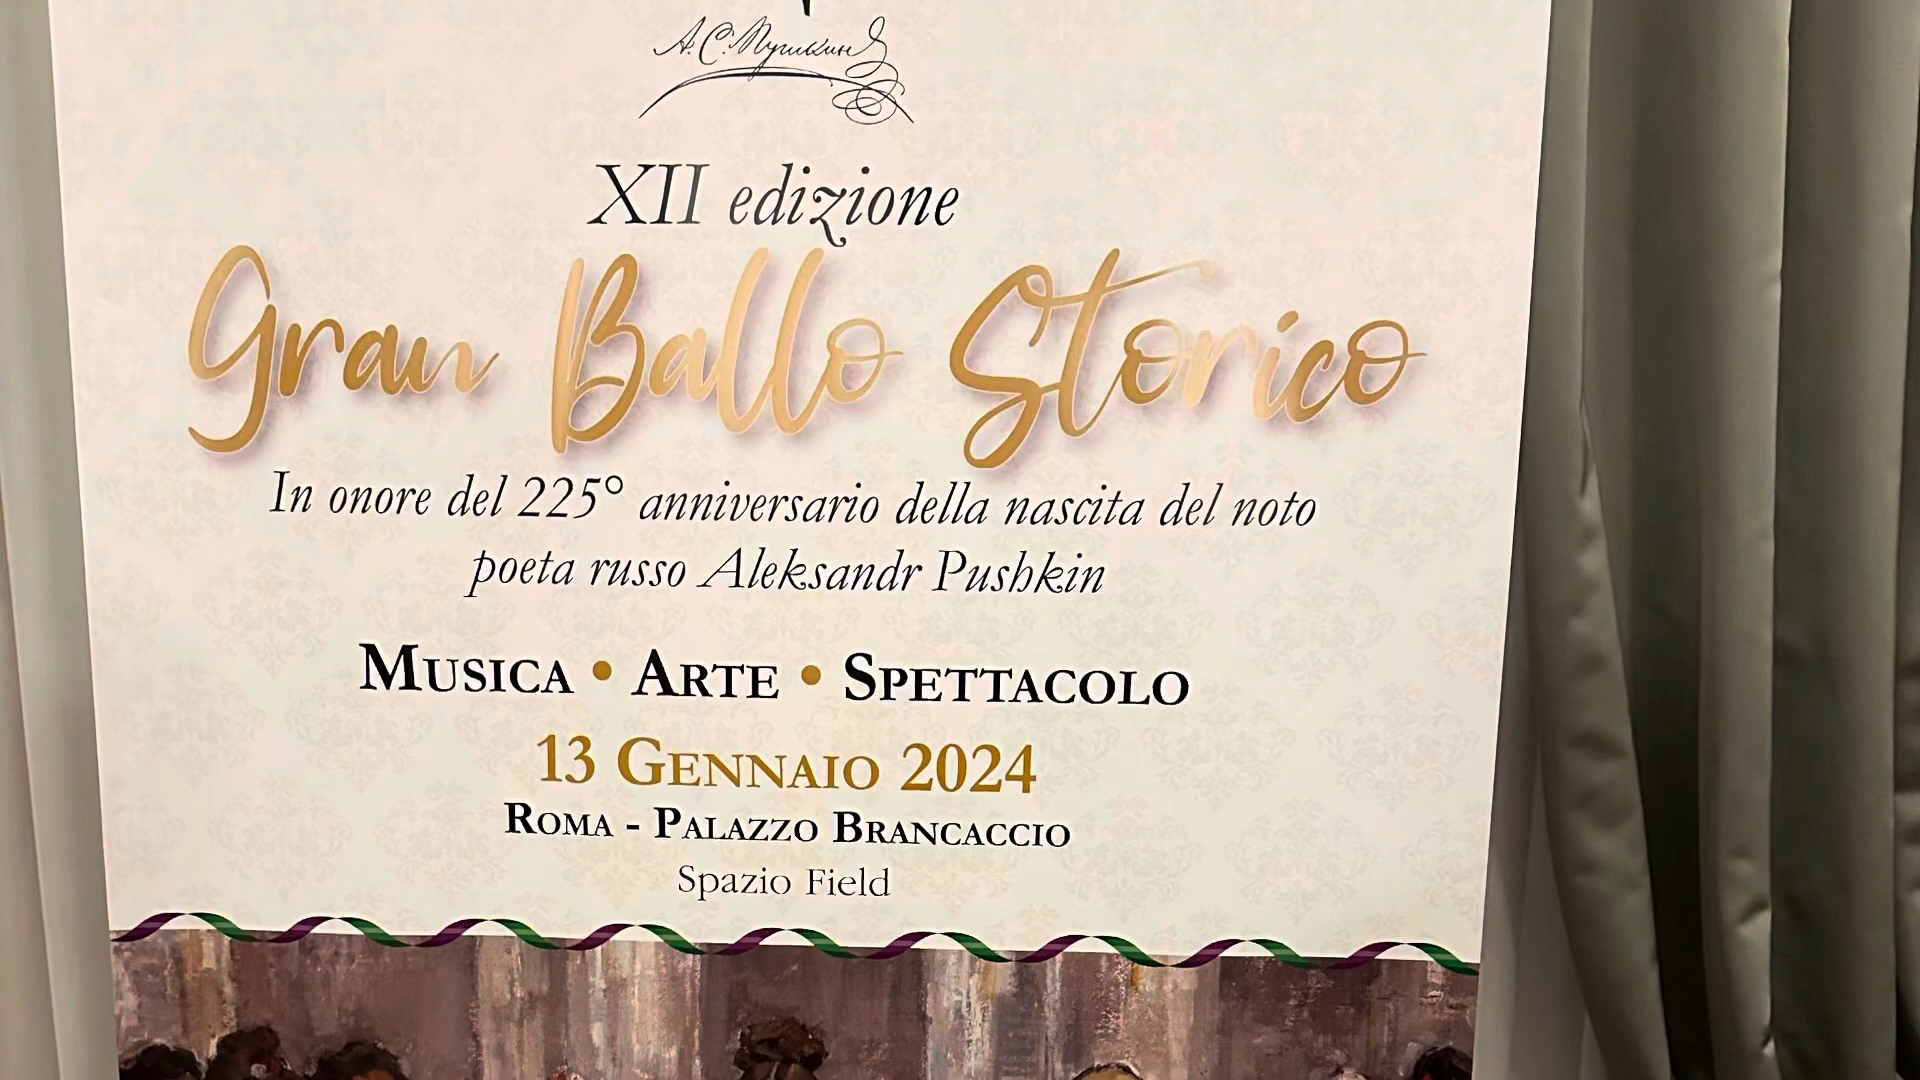 А.С.Пушкинъ
XII edizione
Gran Ballo Storico
In onore del 225° anniversario della nascita del noto
poeta russo Aleksandr Pushkin
MUSICA • ARTE • SPETTACOLO
13 GENNAIO 2024
ROMA - PALAZZO BRANCACCIO
Spazio Field